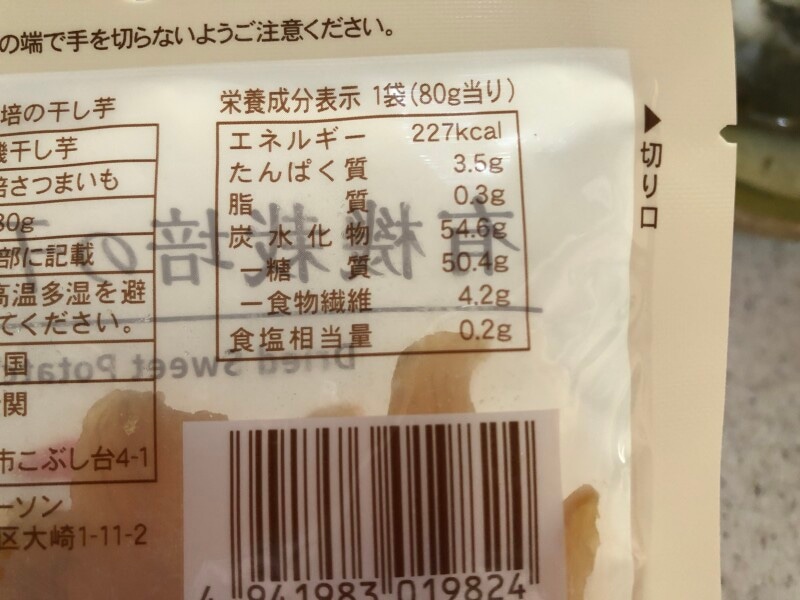 の端で手を切らないようご注意ください。
培の干し芋
機干し芋
培さつまいも
80g
部に記載
高温多湿を避
てください。
国
関
市こぶし台4-1
ーソン
区大崎1-11-2
栄養成分表示 1袋(80g当り)
エネルギー 227kcal
たんぱく質 3.5g
脂質 0.3g
炭水化物 54.6g
－糖質 50.4g
－食物繊維 4.2g
食塩相当量 0.2g
▶切り口
有機栽培の干
Dried Sweet Potato
4 941983 019824